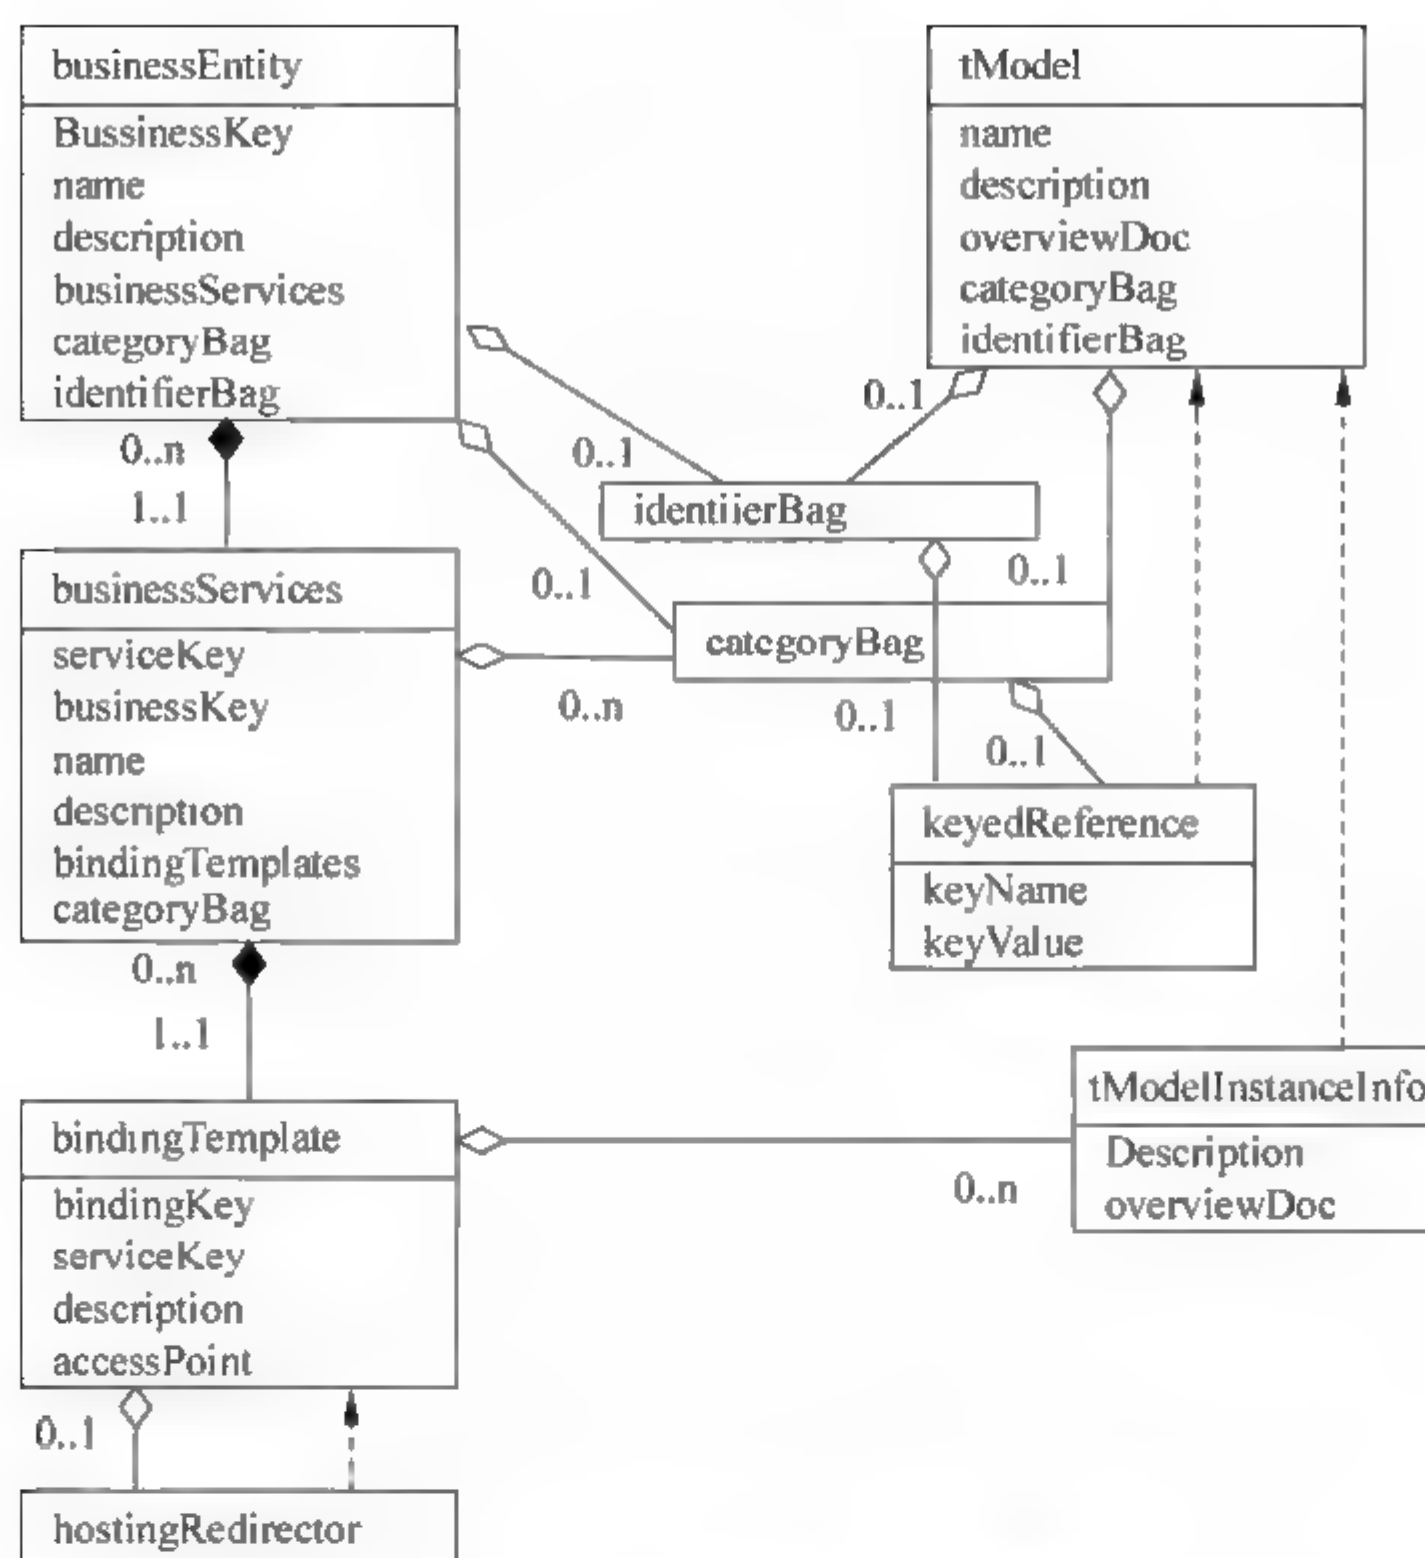 businessEntity
BussinessKey
name
description
businessServices
categoryBag
identifierBag
tModel
name
description
overviewDoc
categoryBag
identifierBag
0..n
1..1
0..1
0..1
identifierBag
0..1
0..1
categoryBag
0..n
0..1
0..1
businessServices
serviceKey
businessKey
name
description
bindingTemplates
categoryBag
keyedReference
keyName
keyValue
0..n
1..1
bindingTemplate
bindingKey
serviceKey
description
accessPoint
0..n
tModelInstanceInfo
Description
overviewDoc
0..1
hostingRedirector